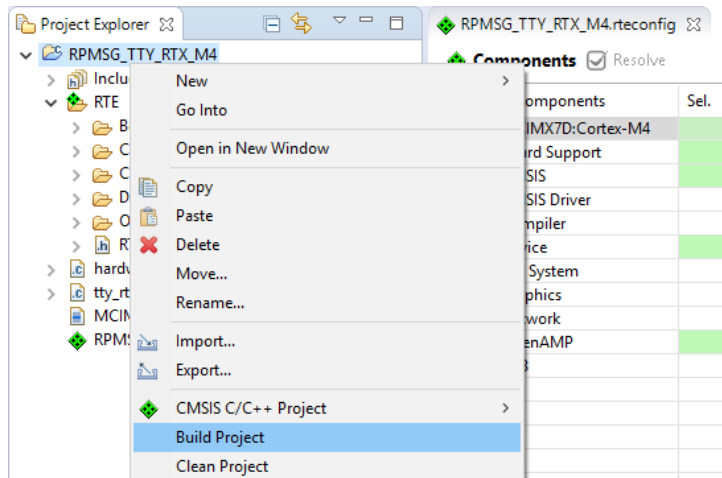 Project Explorer
RPMSG_TTY_RTX_M4.rteconfig
RPMSG_TTY_RTX_M4
Components Resolve
Inclu
New
RTE
Go Into
omponents Sel.
B
IMX7D:Cortex-M4
C
Open in New Window
ard Support
C
SIS
D
Copy
SIS Driver
O
Paste
mpiler
R
Delete
vice
hardw
Move...
System
tty_rt
Rename...
phics
MCIM
work
RPMS
Import...
enAMP
Export...
B
CMSIS C/C++ Project
Build Project
Clean Project